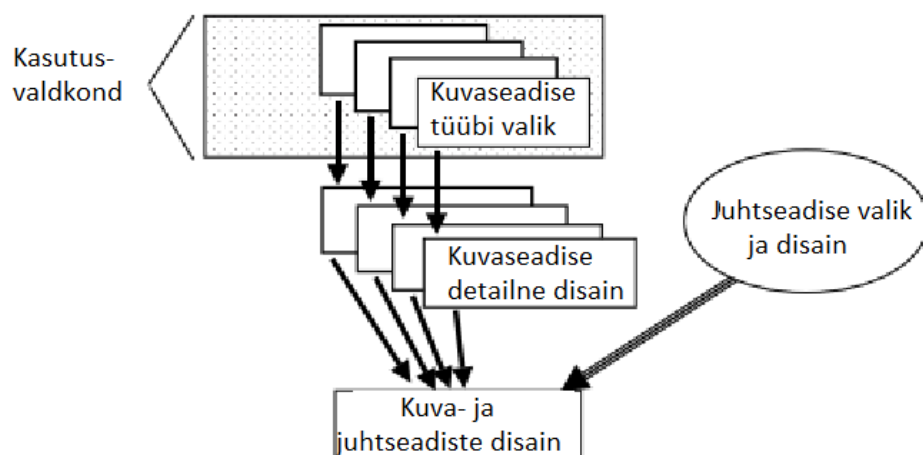 Kasutus-
valdkond
Kuvaseadise
tüübi valik
Kuvaseadise
detailne disain
Juhtseadise valik
ja disain
Kuva- ja
juhtseadiste disain